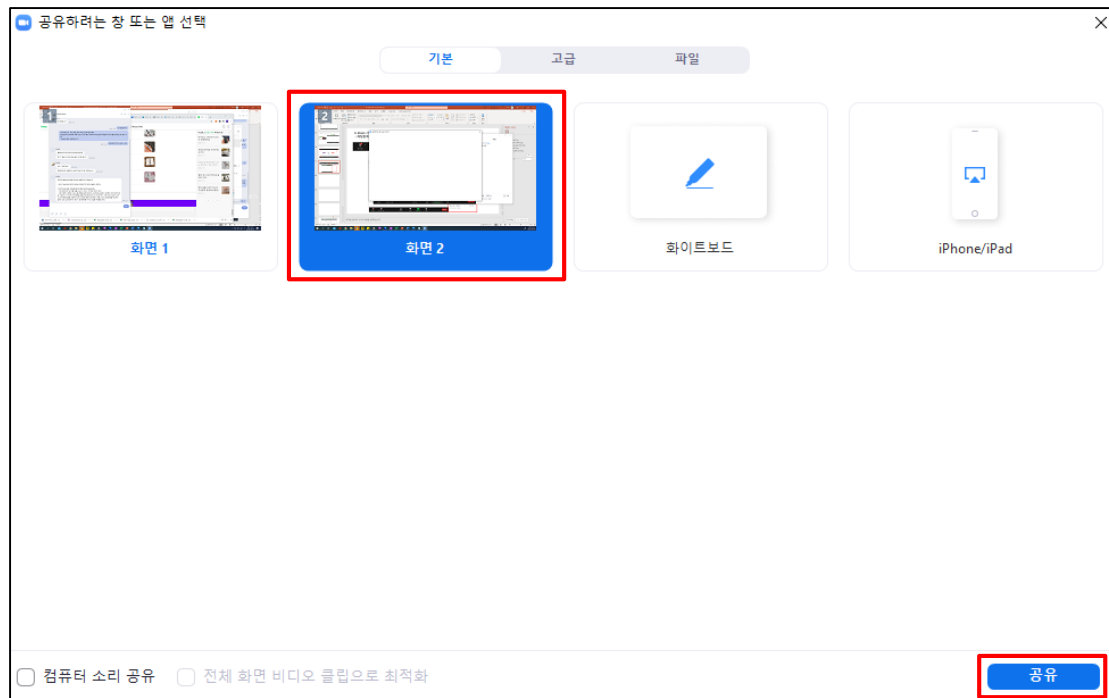 공유하려는 창 또는 앱 선택
기본 고급 파일
1 2
화면 1 화면 2 화이트보드 iPhone/iPad
컴퓨터 소리 공유 전체 화면 비디오 클립으로 최적화 공유